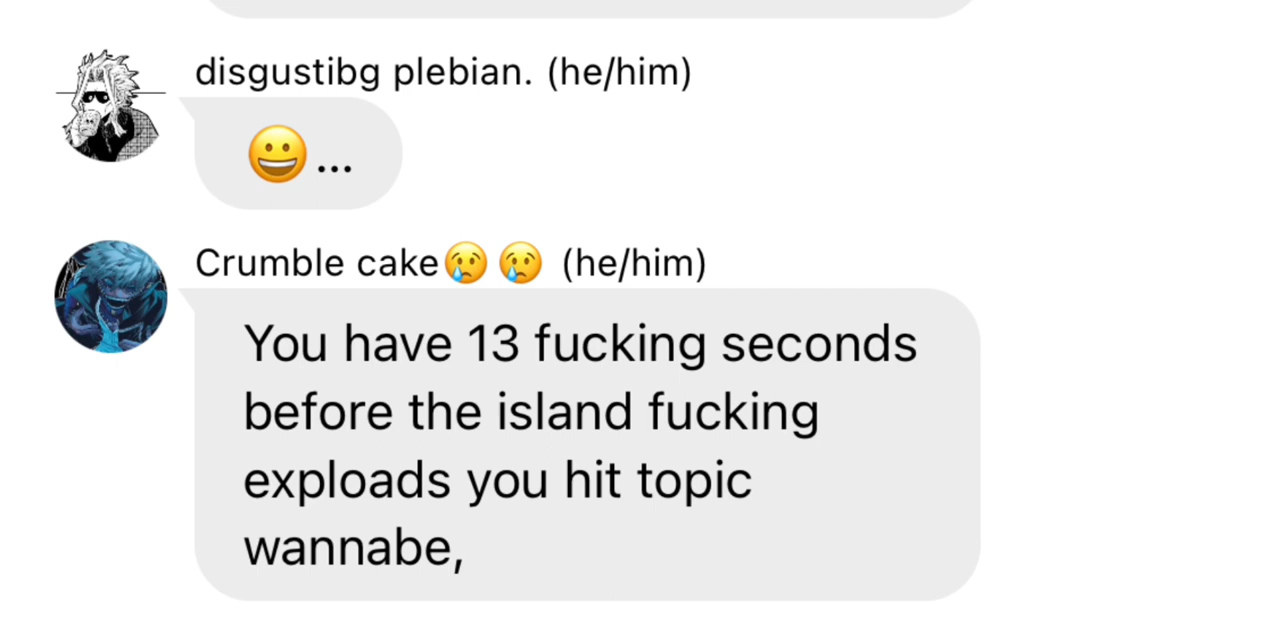 disgustibg plebian. (he/him)
😀...
Crumble cake😢😢 (he/him)
You have 13 fucking seconds
before the island fucking
exploads you hit topic
wannabe,